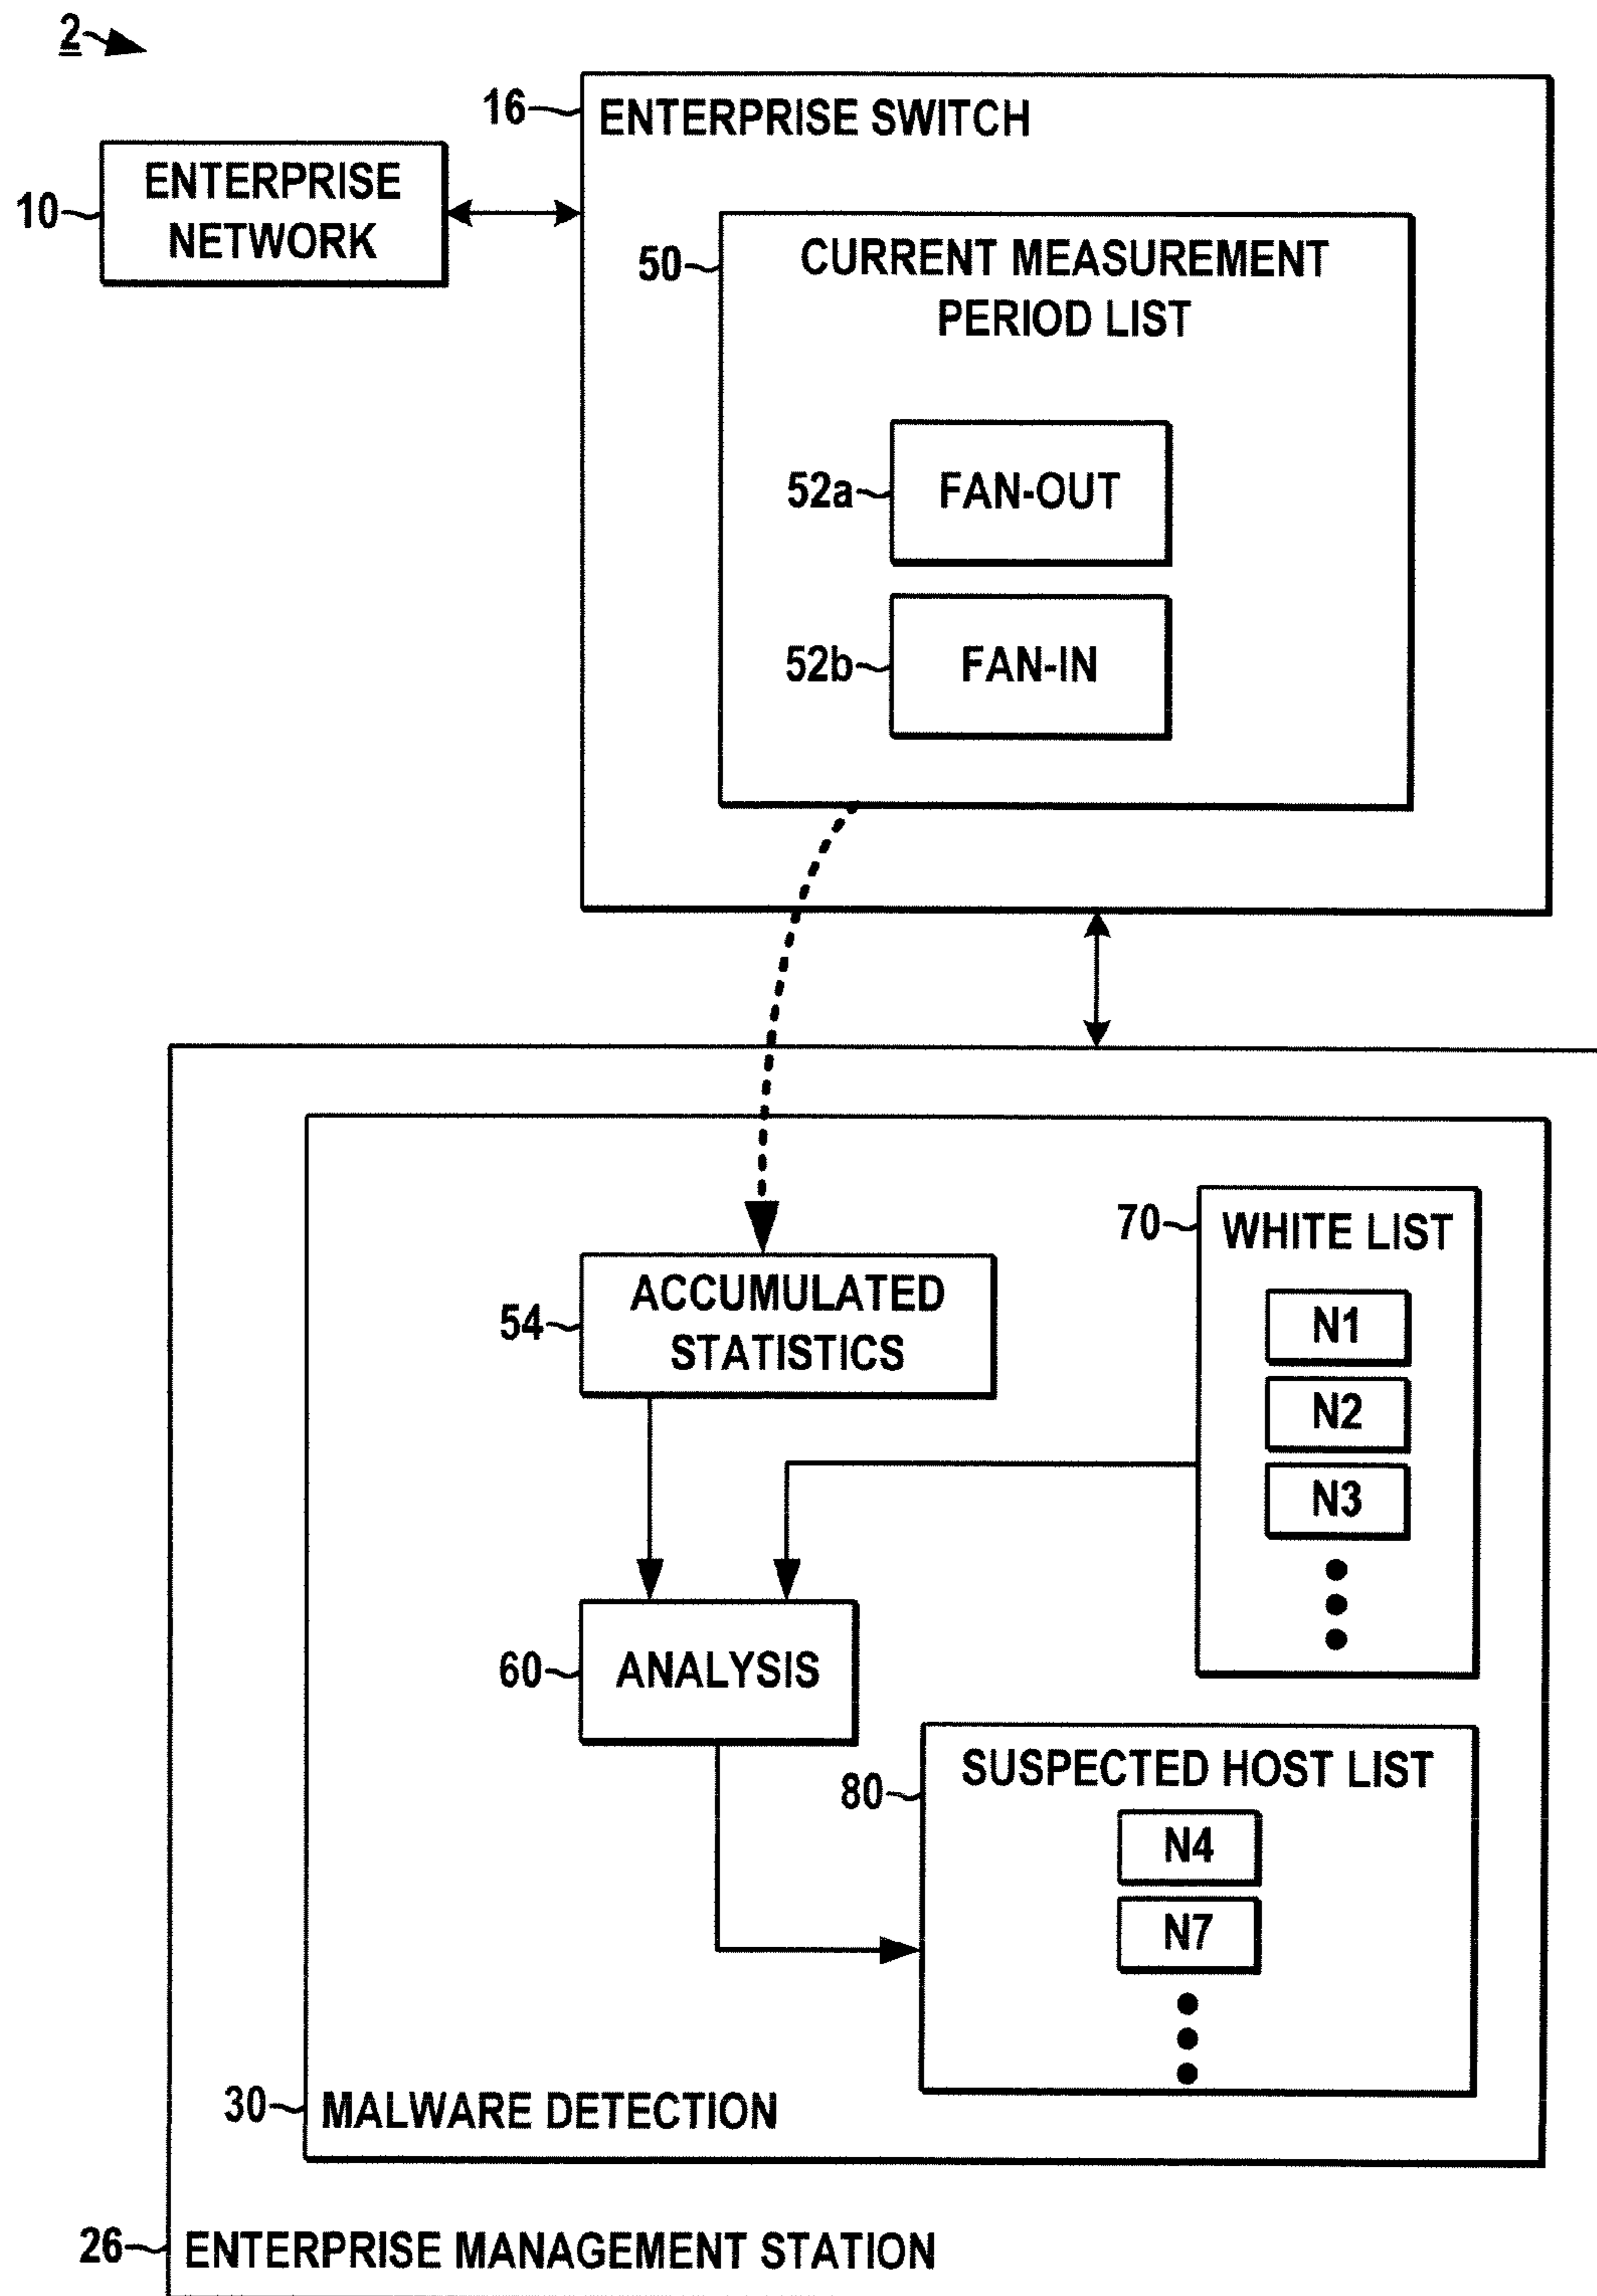 2
16
ENTERPRISE SWITCH
10
ENTERPRISE
NETWORK
50
CURRENT MEASUREMENT
PERIOD LIST
52a
FAN-OUT
52b
FAN-IN
54
ACCUMULATED
STATISTICS
70
WHITE LIST
N1
N2
N3
60
ANALYSIS
80
SUSPECTED HOST LIST
N4
N7
30
MALWARE DETECTION
26
ENTERPRISE MANAGEMENT STATION